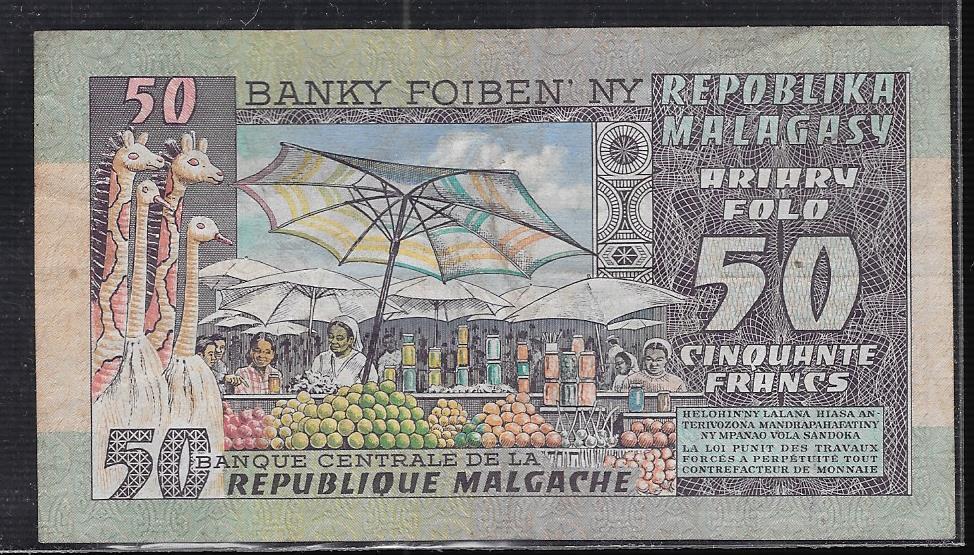 50
BANKY FOIBEN' NY
REPOBLIKA
MALAGASY
ARIARY
FOLO
50
CINQUANTE
FRANCS
HELOHIN'NY LALANA HIASA AN-
TERIVOZONA MANDRAPAHAFATINY
NY MPANAO VOLA SANDOKA
LA LOI PUNIT DES TRAVAUX
FORCÉS A PERPÉTUITÉ TOUT
CONTREFACTEUR DE MONNAIE
50
BANQUE CENTRALE DE LA
RÉPUBLIQUE MALGACHE